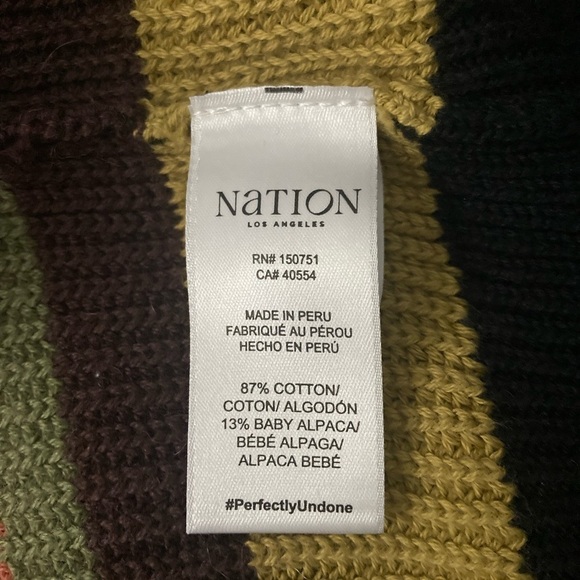 NaTION
LOS ANGELES
RN# 150751
CA# 40554
MADE IN PERU
FABRIQUÉ AU PÉROU
HECHO EN PERÚ
87% COTTON/
COTON/ ALGODÓN
13% BABY ALPACA/
BÉBÉ ALPAGA/
ALPACA BEBÉ
#PerfectlyUndone